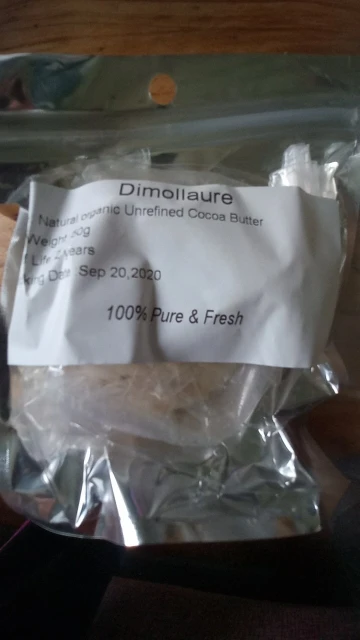 Dimollaure
Natural organic Unrefined Cocoa Butter
Weight 50g
Life 2 years
Date Sep 20,2020
100% Pure & Fresh